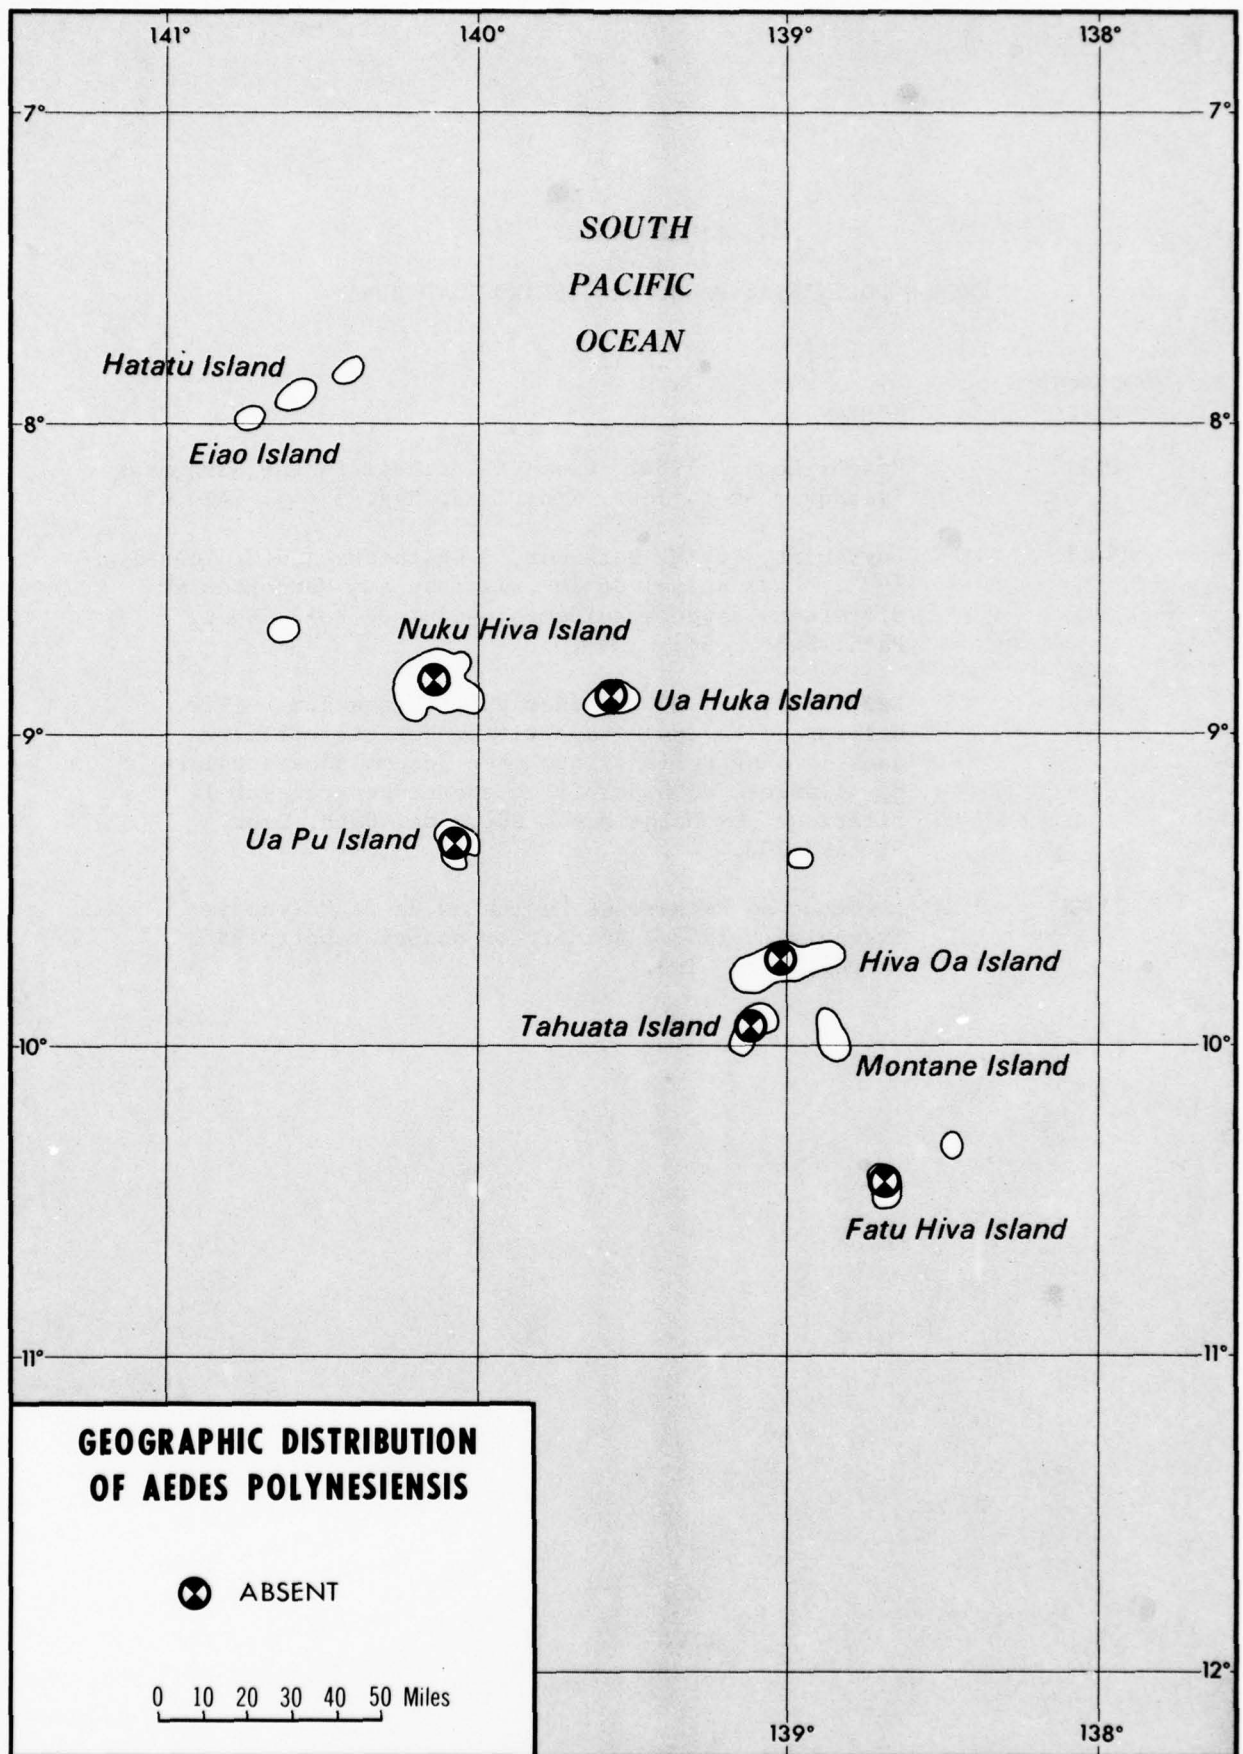 141° 140° 139° 138°
7° 7°
SOUTH
PACIFIC
OCEAN
Hatatu Island
8° 8°
Eiao Island
Nuku Hiva Island
Ua Huka Island
9° 9°
Ua Pu Island
Hiva Oa Island
Tahuata Island
10° 10°
Montane Island
Fatu Hiva Island
11° 11°
GEOGRAPHIC DISTRIBUTION
OF AEDES POLYNESIENSIS
ABSENT
12°
0 10 20 30 40 50 Miles
139° 138°